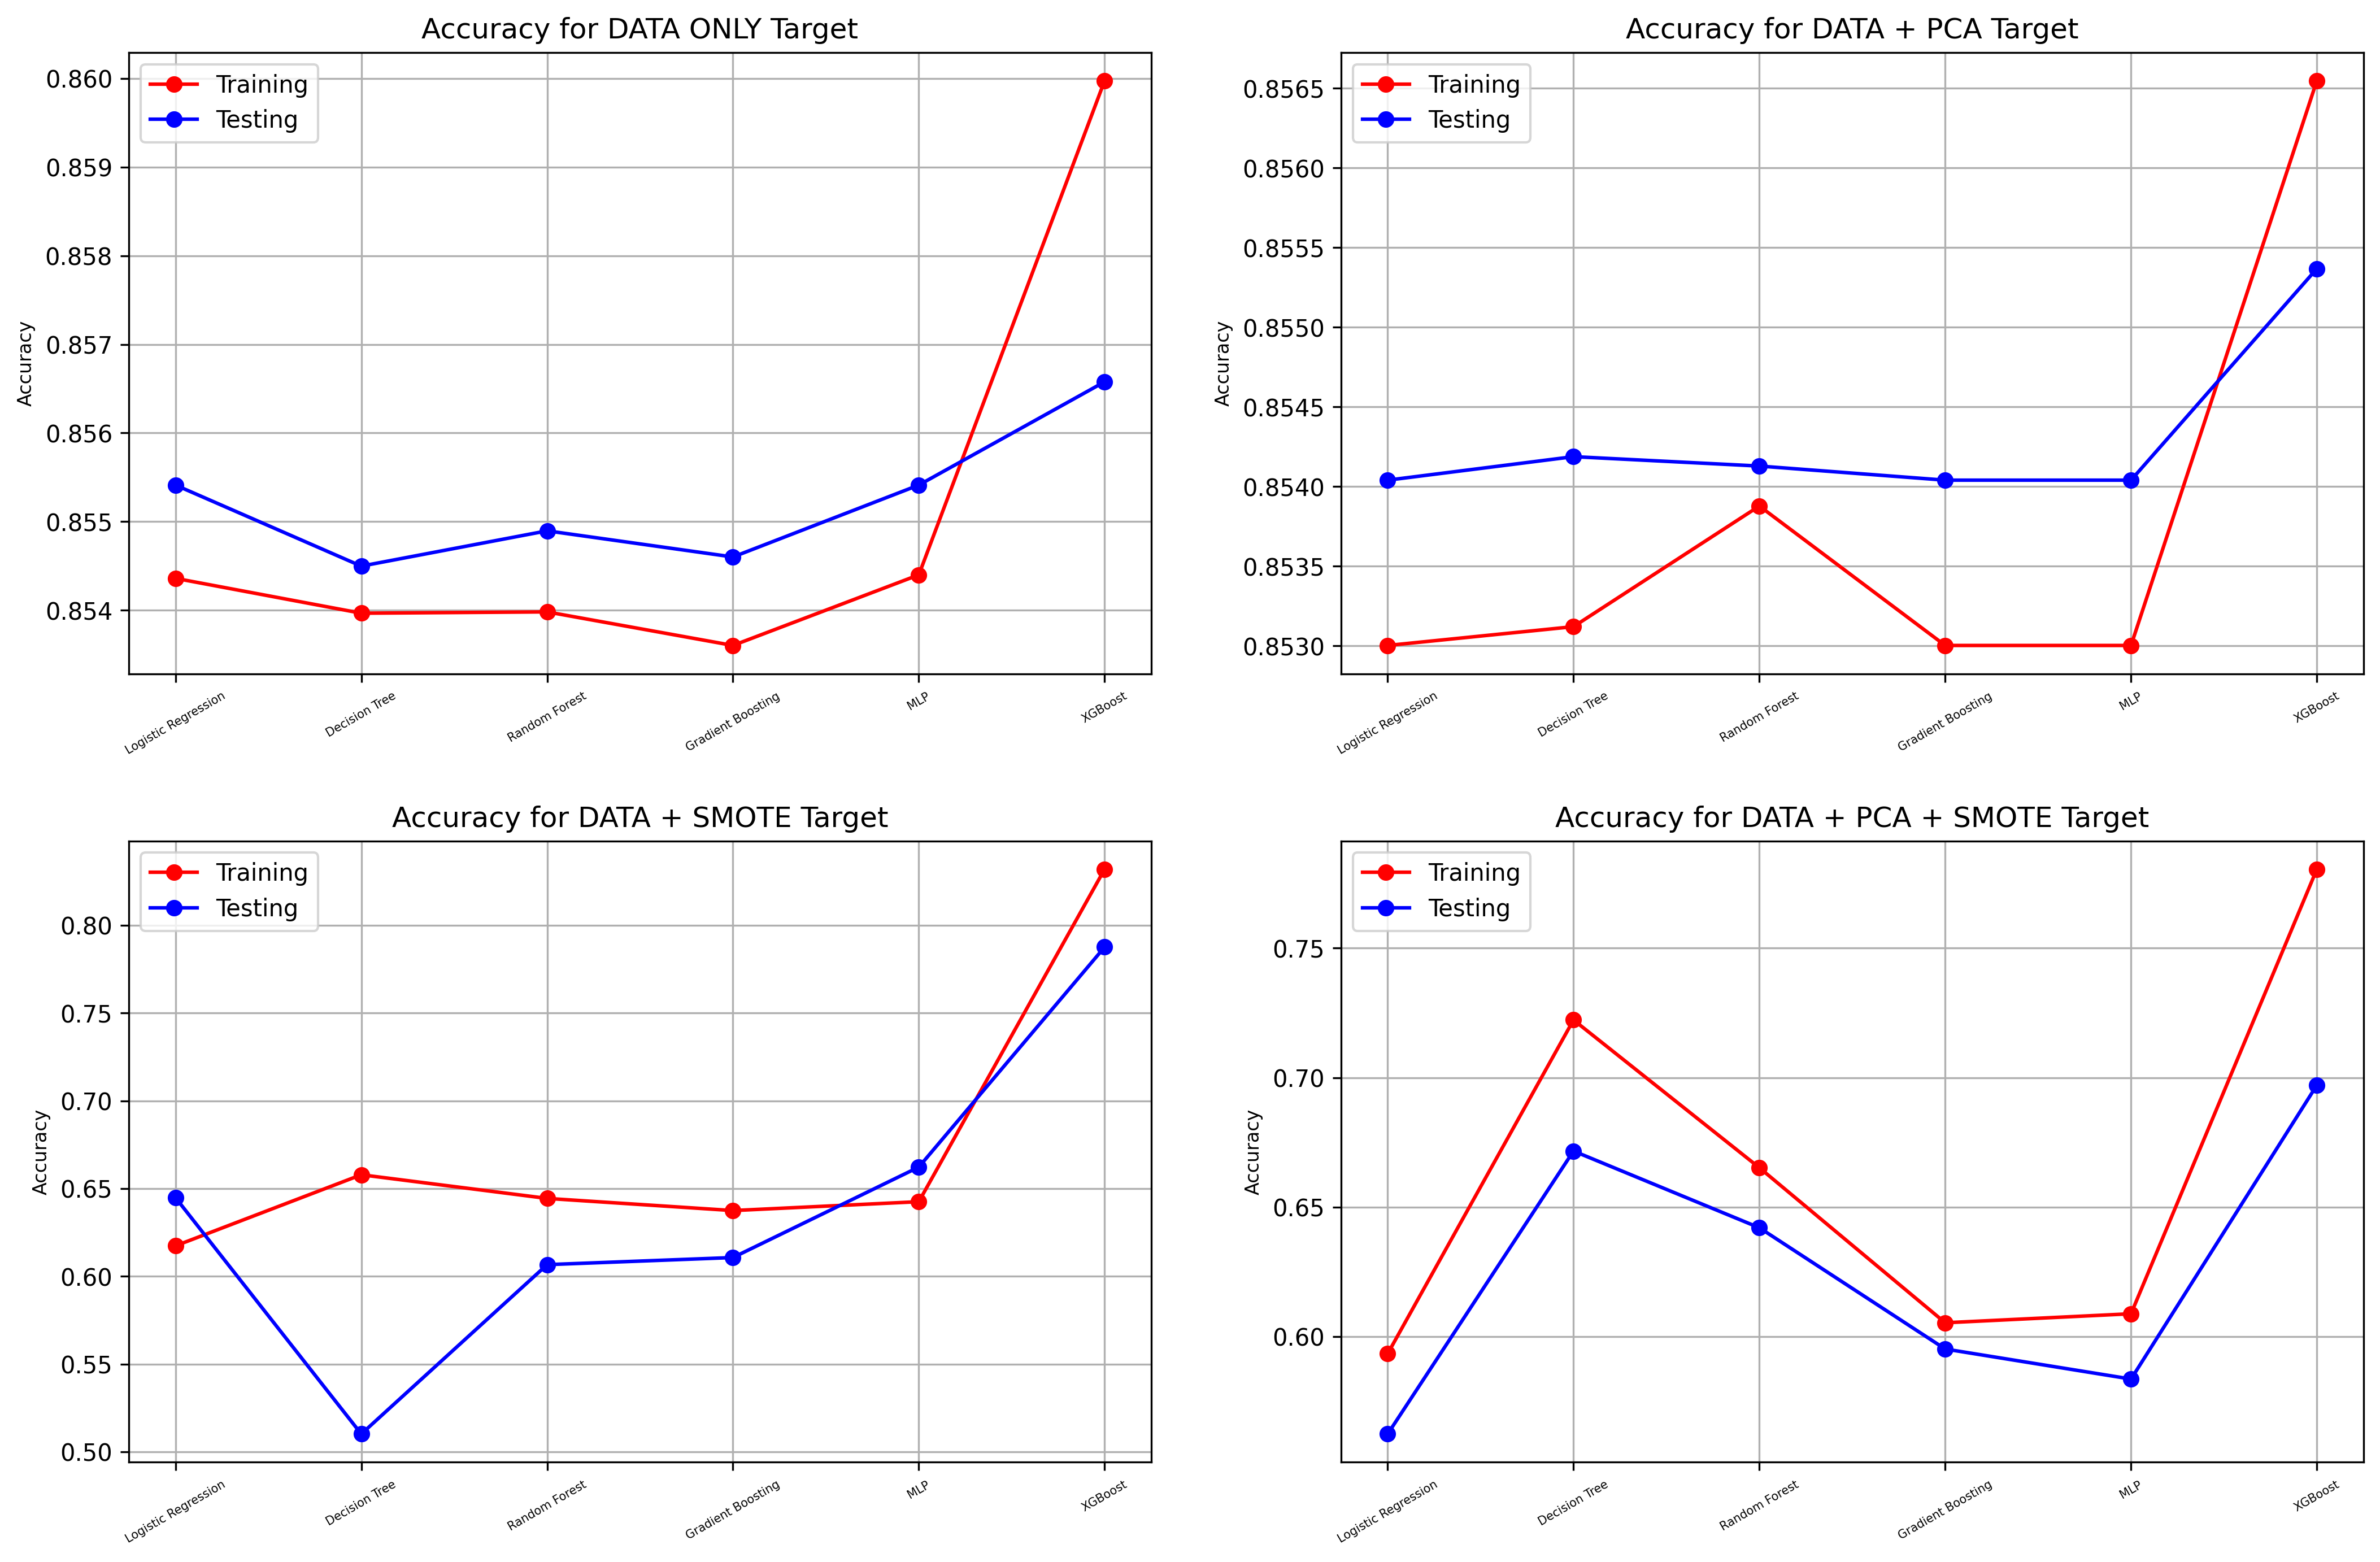 Accuracy for DATA ONLY Target
Training
Testing
0.860
0.859
0.858
0.857
0.856
0.855
0.854
Accuracy
Logistic Regression
Decision Tree
Random Forest
Gradient Boosting
MLP
XGBoost
Accuracy for DATA + PCA Target
Training
Testing
0.8565
0.8560
0.8555
0.8550
0.8545
0.8540
0.8535
0.8530
Accuracy
Logistic Regression
Decision Tree
Random Forest
Gradient Boosting
MLP
XGBoost
Accuracy for DATA + SMOTE Target
Training
Testing
0.80
0.75
0.70
0.65
0.60
0.55
0.50
Accuracy
Logistic Regression
Decision Tree
Random Forest
Gradient Boosting
MLP
XGBoost
Accuracy for DATA + PCA + SMOTE Target
Training
Testing
0.75
0.70
0.65
0.60
Accuracy
Logistic Regression
Decision Tree
Random Forest
Gradient Boosting
MLP
XGBoost